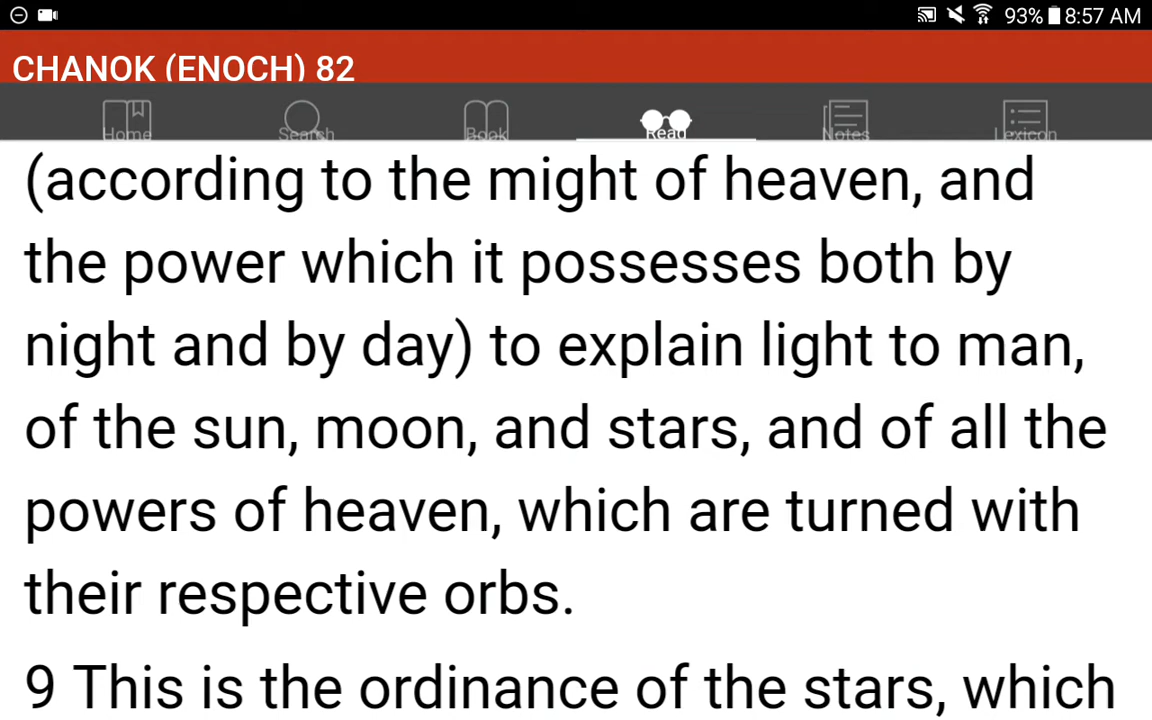 93% 8:57 AM
CHANOK (ENOCH) 82
Home Search Book Read Notes Lexicon
(according to the might of heaven, and
the power which it possesses both by
night and by day) to explain light to man,
of the sun, moon, and stars, and of all the
powers of heaven, which are turned with
their respective orbs.
9 This is the ordinance of the stars, which